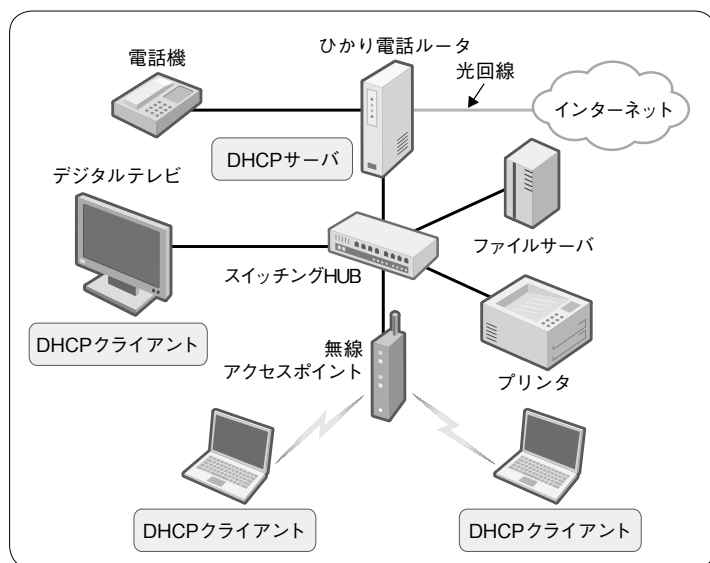 ひかり電話ルータ
電話機
光回線
インターネット
DHCPサーバ
デジタルテレビ
ファイルサーバ
スイッチングHUB
DHCPクライアント
無線
アクセスポイント
プリンタ
DHCPクライアント
DHCPクライアント